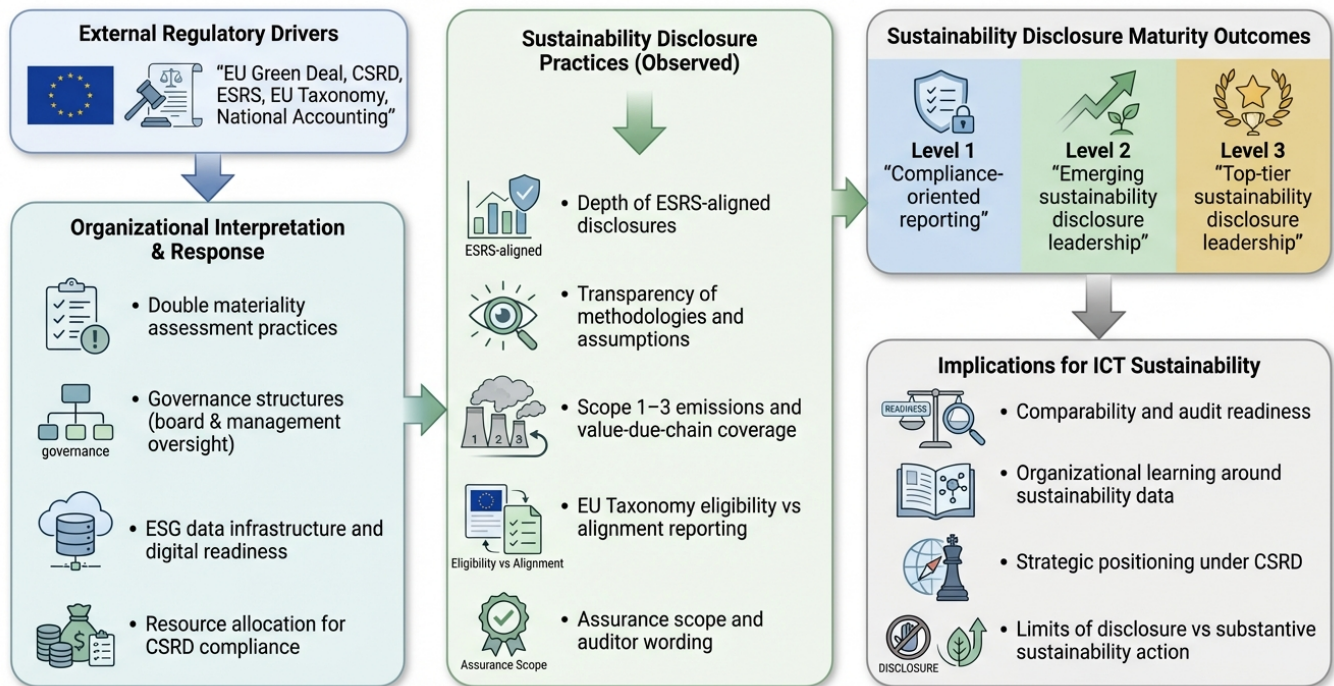 External Regulatory Drivers
“EU Green Deal, CSRD,
ESRS, EU Taxonomy,
National Accounting”
Organizational Interpretation
& Response
• Double materiality
assessment practices
• Governance structures
(board & management
oversight)
governance
• ESG data infrastructure and
digital readiness
• Resource allocation for
CSRD compliance
$
Sustainability Disclosure
Practices (Observed)
• Depth of ESRS-aligned
disclosures
ESRS-aligned
• Transparency of
methodologies and
assumptions
• Scope 1–3 emissions and
value-due-chain coverage
1 2 3
• EU Taxonomy eligibility vs
alignment reporting
Eligibility vs Alignment
• Assurance scope and
auditor wording
Assurance Scope
Sustainability Disclosure Maturity Outcomes
Level 1
“Compliance-
oriented
reporting”
Level 2
“Emerging
sustainability
disclosure
leadership”
Level 3
“Top-tier
sustainability
disclosure
leadership”
Implications for ICT Sustainability
READINESS
• Comparability and audit readiness
• Organizational learning around
sustainability data
• Strategic positioning under CSRD
• Limits of disclosure vs substantive
sustainability action
DISCLOSURE